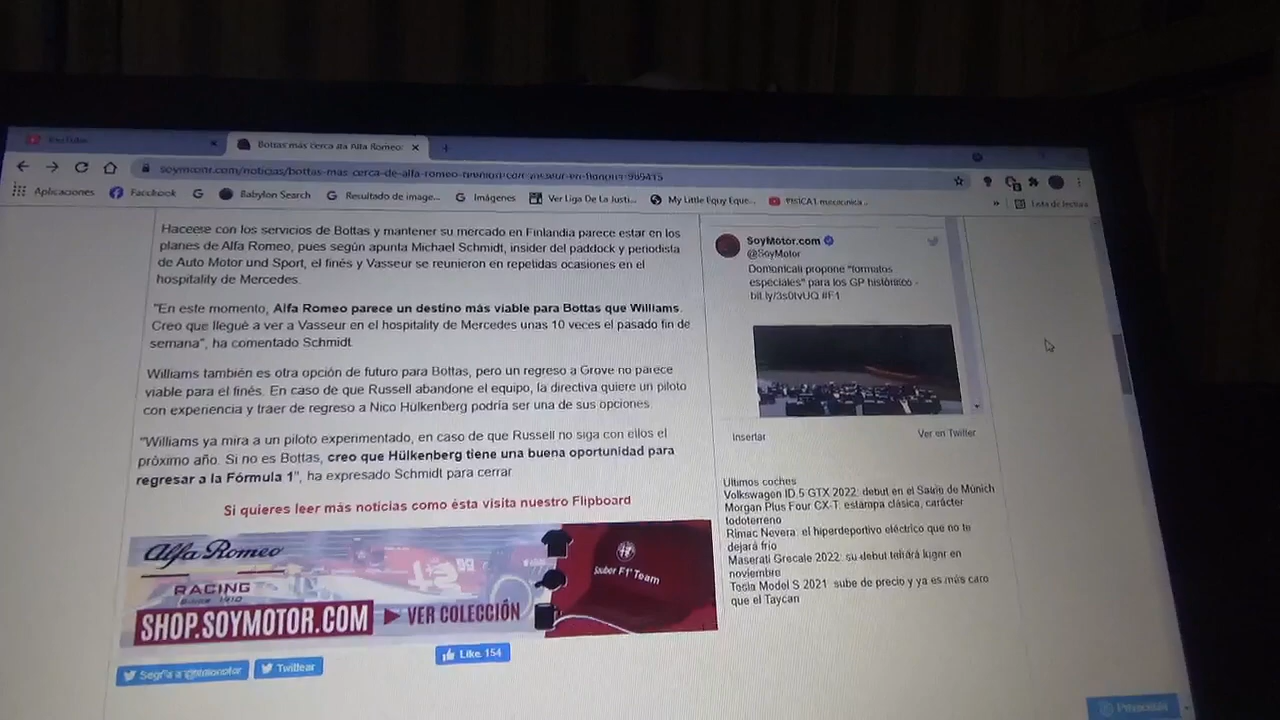 YouTube
Bottas más cerca de Alfa Romeo:
Aplicaciones
Facebook
Babylon Search
Resultado de image...
Imágenes
Ver Liga De La Justi...
My Little Equy Eque...
FISICA1 mecanica...
Lista de lectura
Haceese con los servicios de Bottas y mantener su mercado en Finlandia parece estar en los
planes de Alfa Romeo, pues según apunta Michael Schmidt, insider del paddock y periodista
de Auto Motor und Sport, el finés y Vasseur se reunieron en repetidas ocasiones en el
hospitality de Mercedes.
"En este momento, Alfa Romeo parece un destino más viable para Bottas que Williams.
Creo que llegué a ver a Vasseur en el hospitality de Mercedes unas 10 veces el pasado fin de
semana", ha comentado Schmidt.
Williams también es otra opción de futuro para Bottas, pero un regreso a Grove no parece
viable para el finés. En caso de que Russell abandone el equipo, la directiva quiere un piloto
con experiencia y traer de regreso a Nico Hülkenberg podría ser una de sus opciones.
"Williams ya mira a un piloto experimentado, en caso de que Russell no siga con ellos el
próximo año. Si no es Bottas, creo que Hülkenberg tiene una buena oportunidad para
regresar a la Fórmula 1", ha expresado Schmidt para cerrar.
Si quieres leer más noticias como ésta visita nuestro Flipboard
Alfa Romeo
RACING
SHOP.SOYMOTOR.COM
VER COLECCIÓN
Sauber F1 Team
Twittear
Like 154
SoyMotor.com
@SoyMotor
Domenicali propone "formatos
especiales" para los GP histórico -
#F1
Insertar
Ver en Twitter
Últimos coches
Volkswagen ID.5 GTX 2022: debut en el Salón de Múnich
Morgan Plus Four CX-T: estampa clásica, carácter
todoterreno
Rimac Nevera: el hiperdeportivo eléctrico que no te
dejará frío
Maserati Grecale 2022: su debut tendrá lugar en
noviembre
Tesla Model S 2021: sube de precio y ya es más caro
que el Taycan
Privacidad